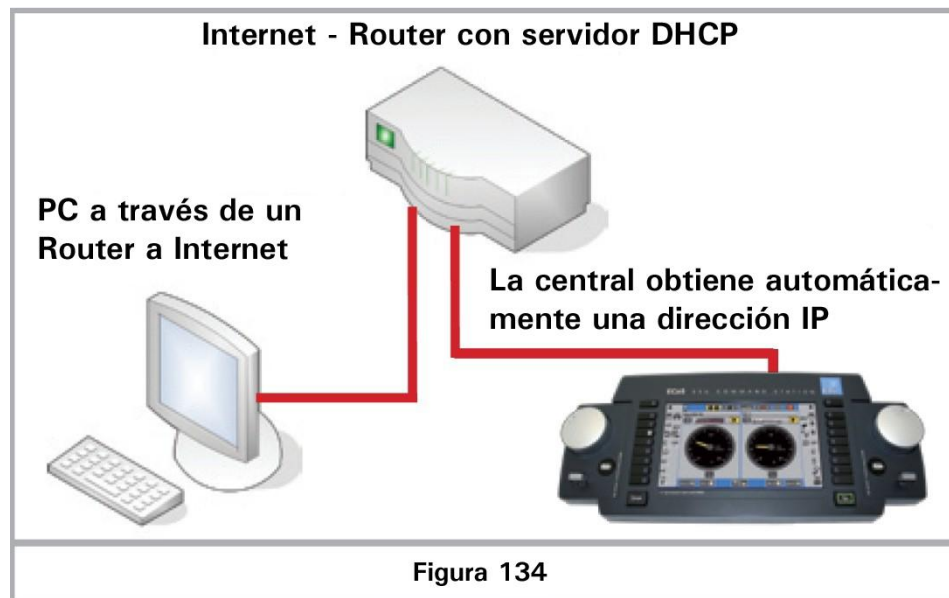 Internet - Router con servidor DHCP
PC a través de un
Router a Internet
La central obtiene automática-
mente una dirección IP
Figura 134